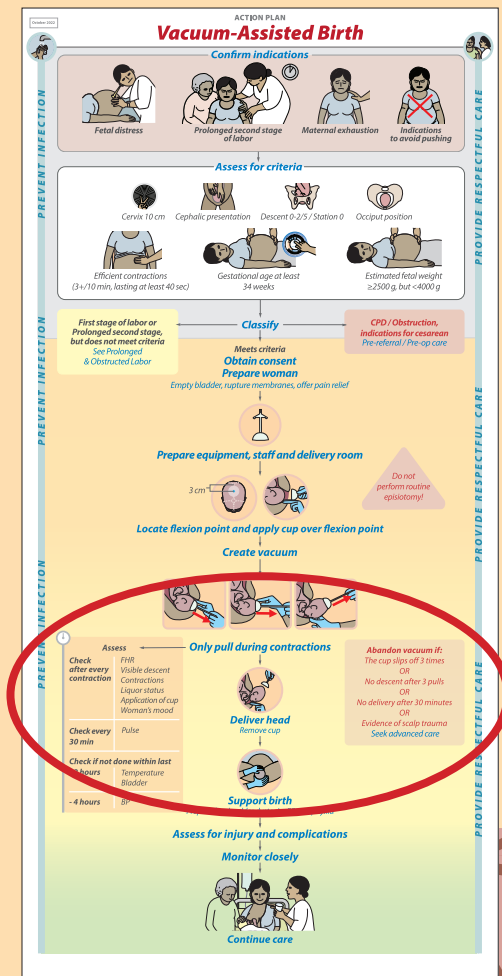 October 2022
ACTION PLAN
Vacuum-Assisted Birth
Confirm indications
Fetal distress
Prolonged second stage
of labor
Maternal exhaustion
Indications
to avoid pushing
Assess for criteria
Cervix 10 cm
Cephalic presentation
Descent 0-2/5 / Station 0
Occiput position
Efficient contractions
(3+/10 min, lasting at least 40 sec)
Gestational age at least
34 weeks
Estimated fetal weight
≥2500 g, but <4000 g
First stage of labor or
Prolonged second stage,
but does not meet criteria
See Prolonged
& Obstructed Labor
Classify
CPD / Obstruction,
indications for cesarean
Pre-referral / Pre-op care
Meets criteria
Obtain consent
Prepare woman
Empty bladder, rupture membranes, offer pain relief
Prepare equipment, staff and delivery room
3 cm
Do not
perform routine
episiotomy!
Locate flexion point and apply cup over flexion point
Create vacuum
Only pull during contractions
Assess
Check
after every
contraction
FHR
Visible descent
Contractions
Liquor status
Application of cup
Woman's mood
Check every
30 min
Pulse
Check if not done within last
hours
Temperature
Bladder
- 4 hours
BP
Abandon vacuum if:
The cup slips off 3 times
OR
No descent after 3 pulls
OR
No delivery after 30 minutes
OR
Evidence of scalp trauma
Seek advanced care
Deliver head
Remove cup
Support birth
Assess for injury and complications
Monitor closely
Continue care
PREVENT INFECTION
PREVENT INFECTION
PREVENT INFECTION
PROVIDE RESPECTFUL CARE
PROVIDE RESPECTFUL CARE
PROVIDE RESPECTFUL CARE